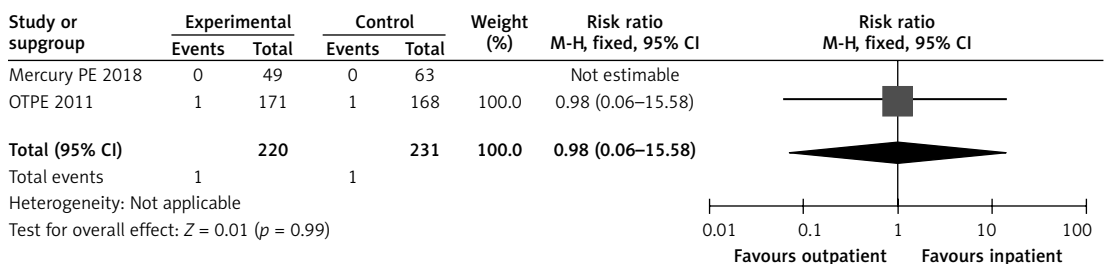 Study or supgroup Experimental Control Weight (%) Risk ratio M-H, fixed, 95% CI Risk ratio M-H, fixed, 95% CI
Events Total Events Total
Mercury PE 2018 0 49 0 63 Not estimable
OTPE 2011 1 171 1 168 100.0 0.98 (0.06–15.58)
Total (95% CI) 220 231 100.0 0.98 (0.06–15.58)
Total events 1 1
Heterogeneity: Not applicable
Test for overall effect: Z = 0.01 (p = 0.99)
0.01 0.1 1 10 100
Favours outpatient Favours inpatient